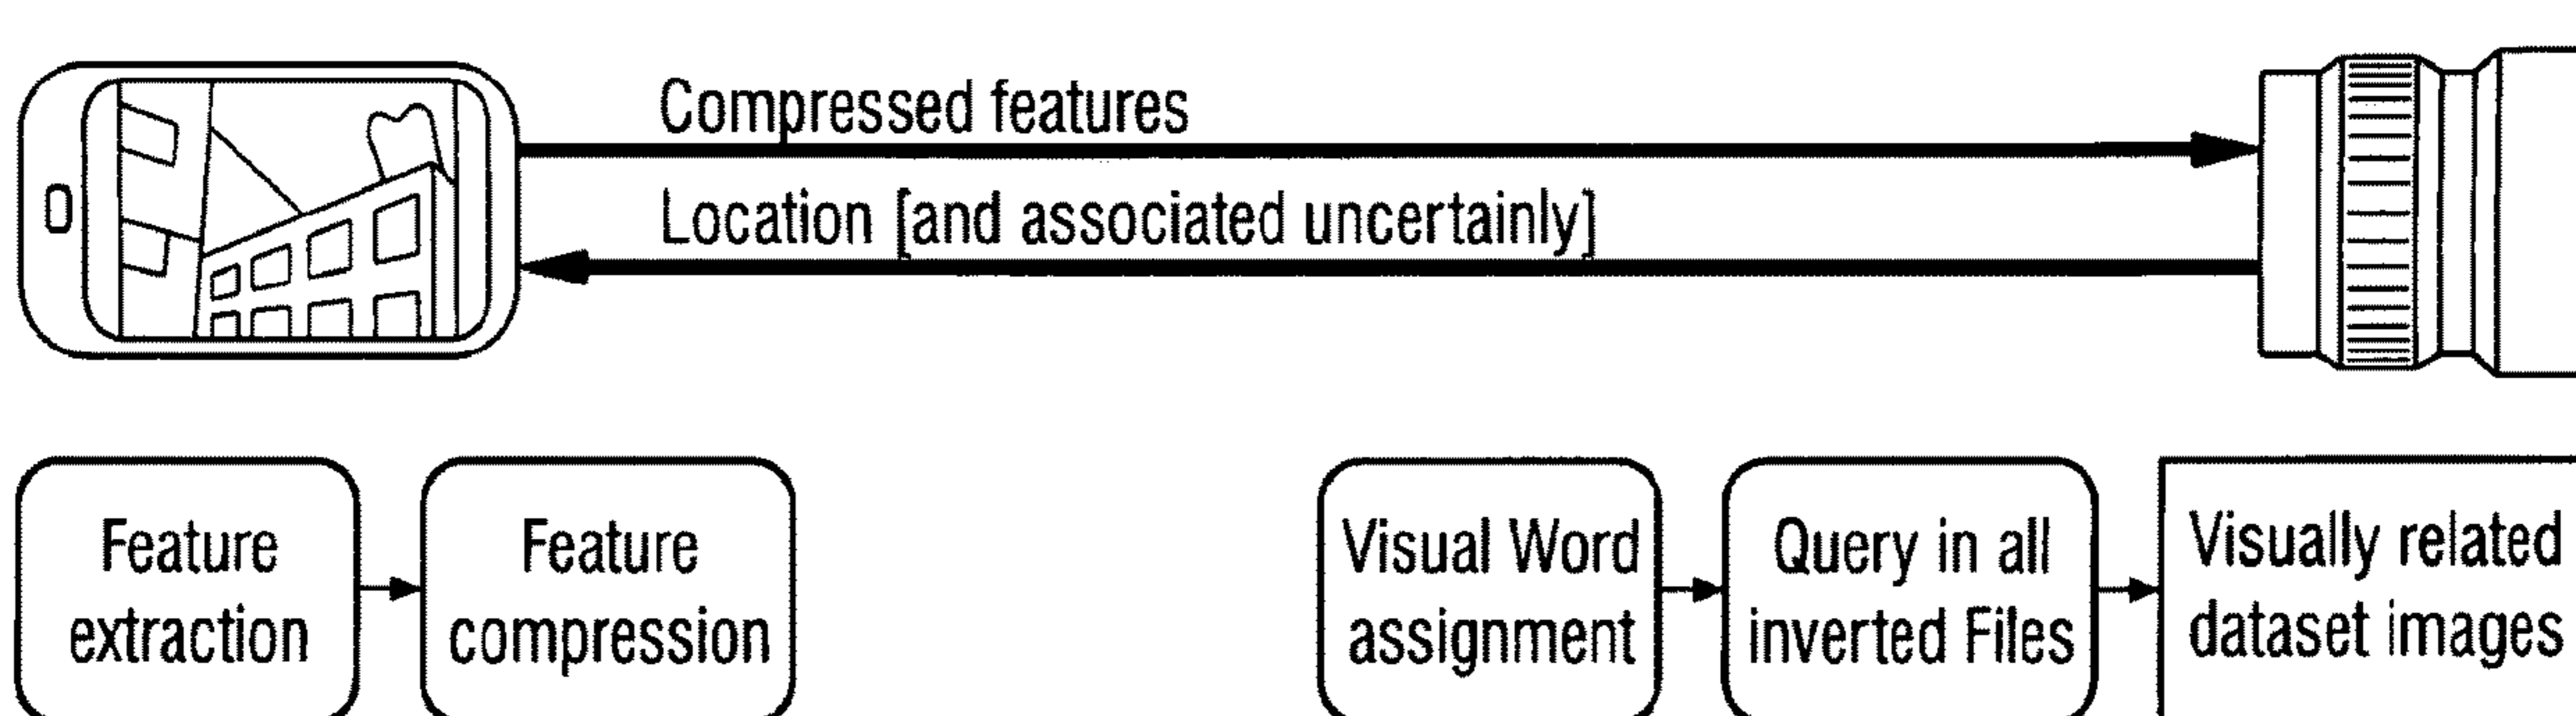 Compressed features
Location [and associated uncertainly]
Feature
extraction
Feature
compression
Visual Word
assignment
Query in all
inverted Files
Visually related
dataset images